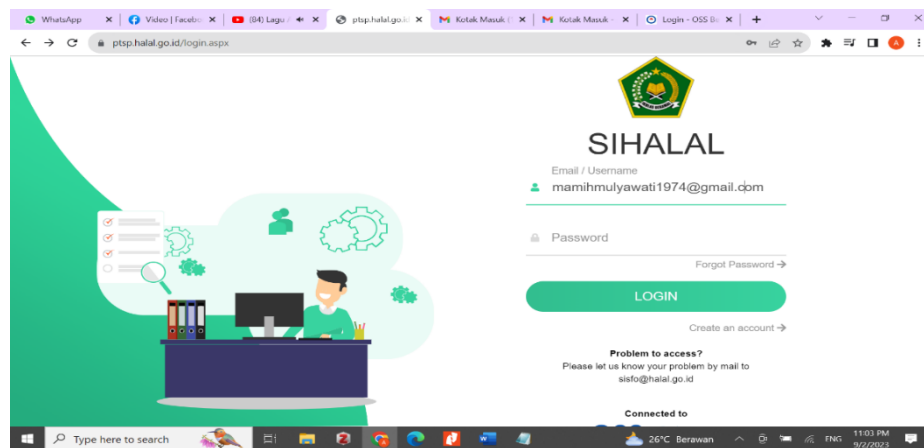 WhatsApp
Video | Facebo
(84) Lagu A
ptsp.halal.go.i
Kotak Masuk (
Kotak Masuk -
Login - OSS B
ptsp.halal.go.id/login.aspx
A
SIHALAL
Email / Username
mamihmulyawati1974@gmail.com
Password
Forgot Password
LOGIN
Create an account
Problem to access?
Please let us know your problem by mail to
sisfo@halal.go.id
Connected to
Type here to search
26°C Berawan
ENG
11:03 PM
9/2/2023